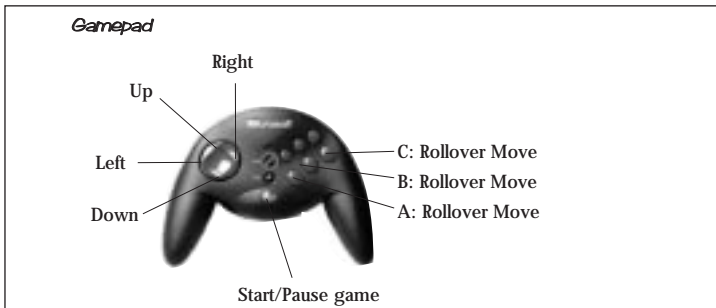 Gamepad
Right
Up
Left
Down
C: Rollover Move
B: Rollover Move
A: Rollover Move
Start/Pause game